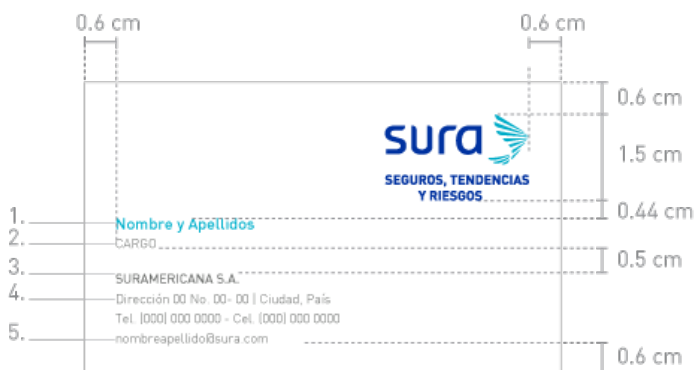 0.6 cm 0.6 cm
0.6 cm
sura
1.5 cm
SEGUROS, TENDENCIAS
Y RIESGOS
0.44 cm
1. Nombre y Apellidos
2. CARGO
0.5 cm
3. SURAMERICANA S.A.
4. Dirección 00 No. 00- 00 | Ciudad, País
Tel. (000) 000 0000 - Cel. (000) 000 0000
5. nombreapellido@sura.com
0.6 cm